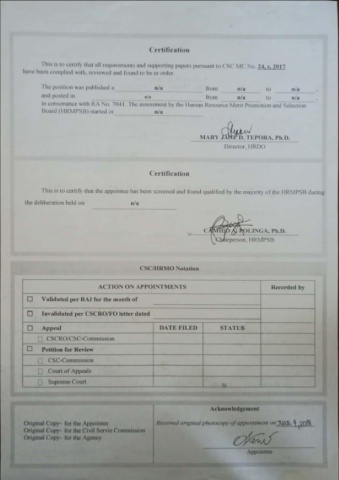 Certification
This is to certify that all requirements and supporting papers pursuant to CSC MC No. 24, s. 2017
have been complied with, reviewed and found to be in order.
The position was published a n/a from n/a to n/a
and posted in n/a from n/a to n/a
in consonance with RA No. 7041. The assessment by the Human Resource Merit Promotion and Selection
Board (HRMPSB) started on n/a
MARY JANE D. TEPORA, Ph.D.
Director, HRDO
Certification
This is to certify that the appointee has been screened and found qualified by the majority of the HRMPSB during
the deliberation held on n/a
CAMILO A. POLINGA, Ph.D.
Chairperson, HRMPSB
CSC/HRMO Notation
ACTION ON APPOINTMENTS Recorded by
Validated per RAI for the month of
Invalidated per CSCRO/FO letter dated
Appeal DATE FILED STATUS
CSCRO/CSC-Commission
Petition for Review
CSC-Commission
Court of Appeals
Supreme Court
Acknowledgement
Original Copy- for the Appointee
Original Copy- for the Civil Service Commission
Original Copy- for the Agency
Received original/photocopy of appointment on
Appointee